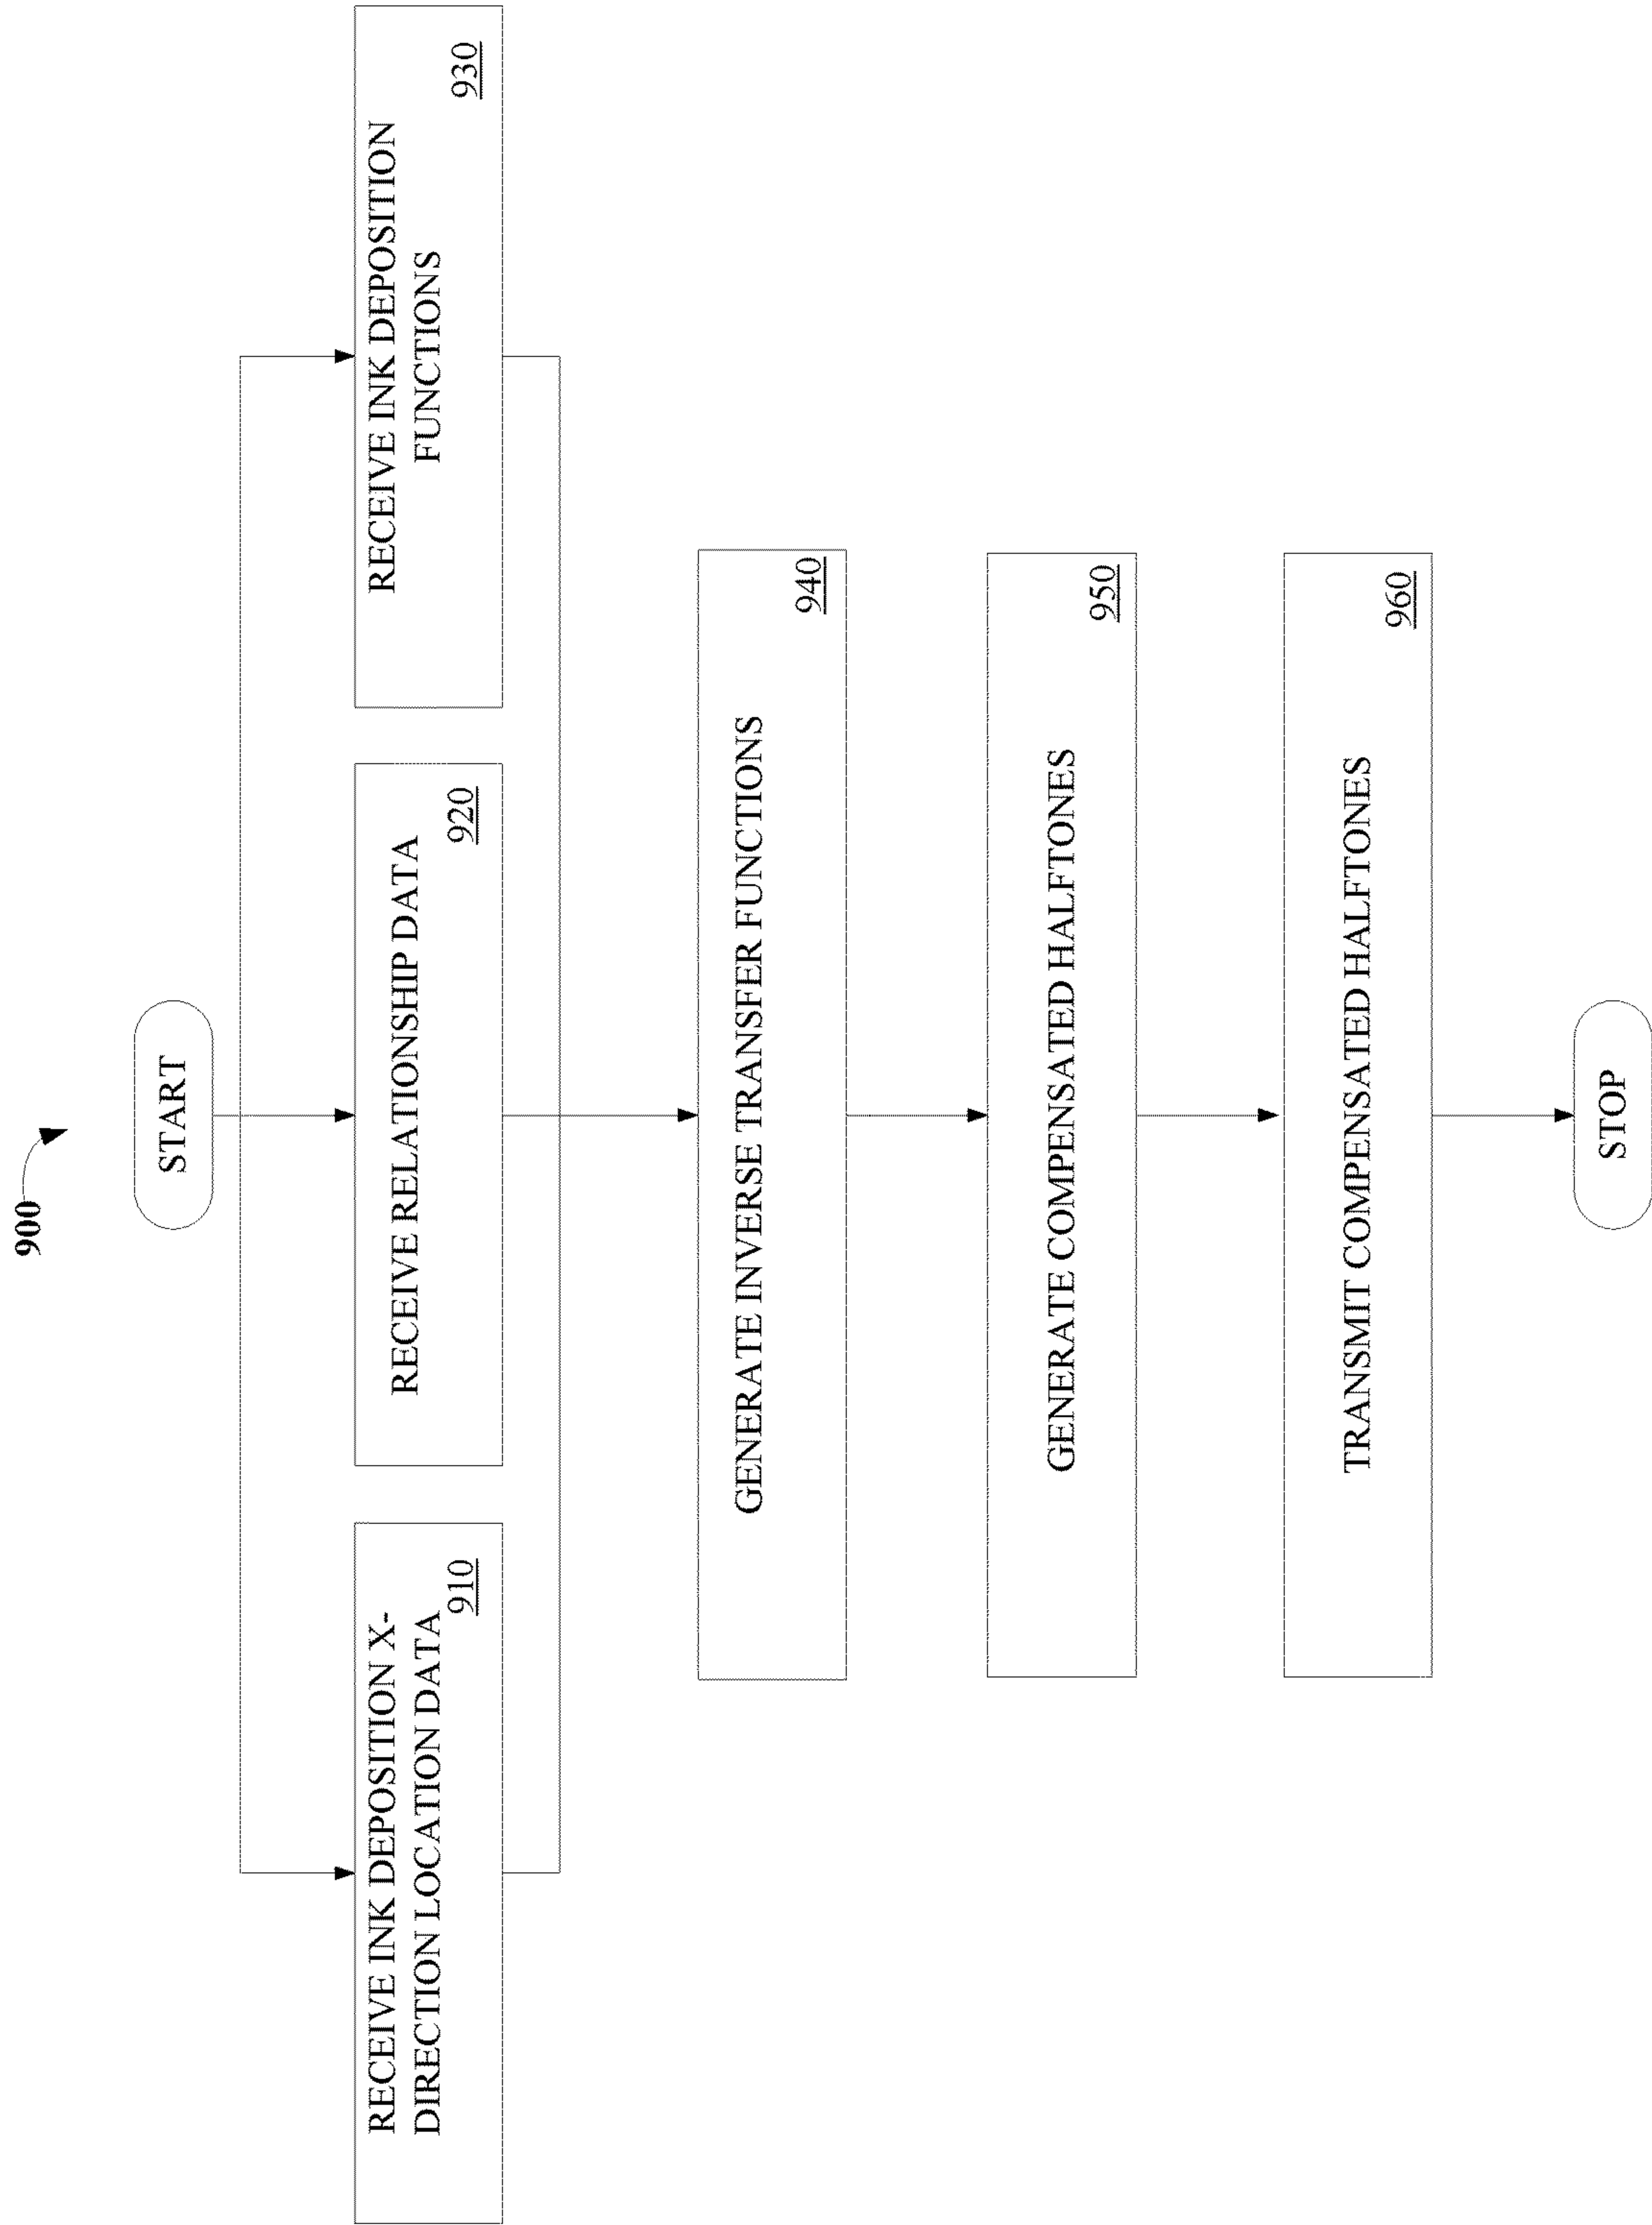 900
START
RECEIVE INK DEPOSITION X-
DIRECTION LOCATION DATA
910
RECEIVE RELATIONSHIP DATA
920
RECEIVE INK DEPOSITION
FUNCTIONS
930
GENERATE INVERSE TRANSFER FUNCTIONS
940
GENERATE COMPENSATED HALFTONES
950
TRANSMIT COMPENSATED HALFTONES
960
STOP